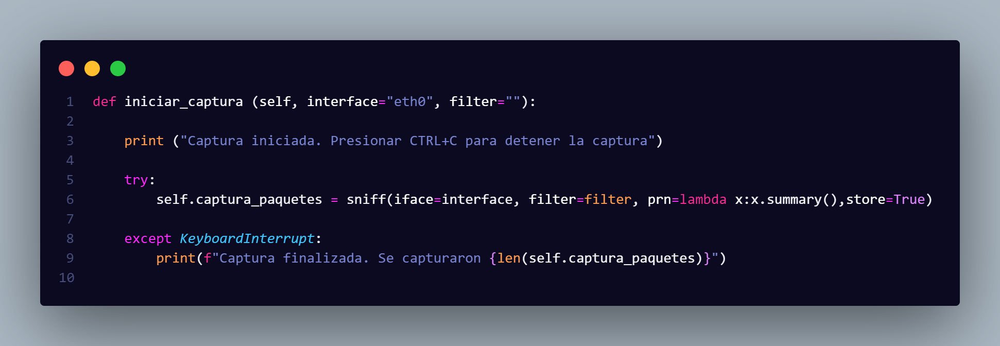 1 def iniciar_captura (self, interface="eth0", filter=""):
2
3     print ("Captura iniciada. Presionar CTRL+C para detener la captura")
4
5     try:
6         self.captura_paquetes = sniff(iface=interface, filter=filter, prn=lambda x:x.summary(),store=True)
7
8     except KeyboardInterrupt:
9         print(f"Captura finalizada. Se capturaron {len(self.captura_paquetes)}")
10